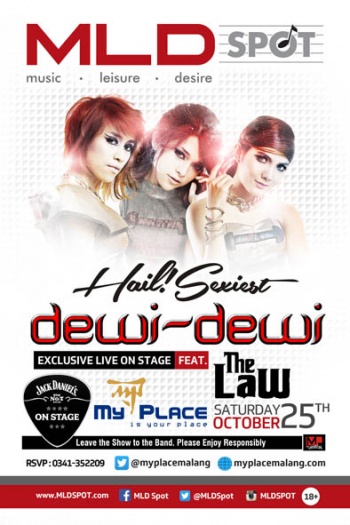 MLD SPOT
music • leisure • desire
Hail! Sexiest
dewi~dewi
EXCLUSIVE LIVE ON STAGE FEAT. The Law
JACK DANIEL'S
ON STAGE
MY PLACE
is your place
SATURDAY
OCTOBER 25TH
Leave the Show to the Band. Please Enjoy Responsibly
RSVP : 0341-352209 @myplacemalang myplacemalang.com
www.MLDSPOT.com MLD Spot @MLDSpot MLDSPOT 18+